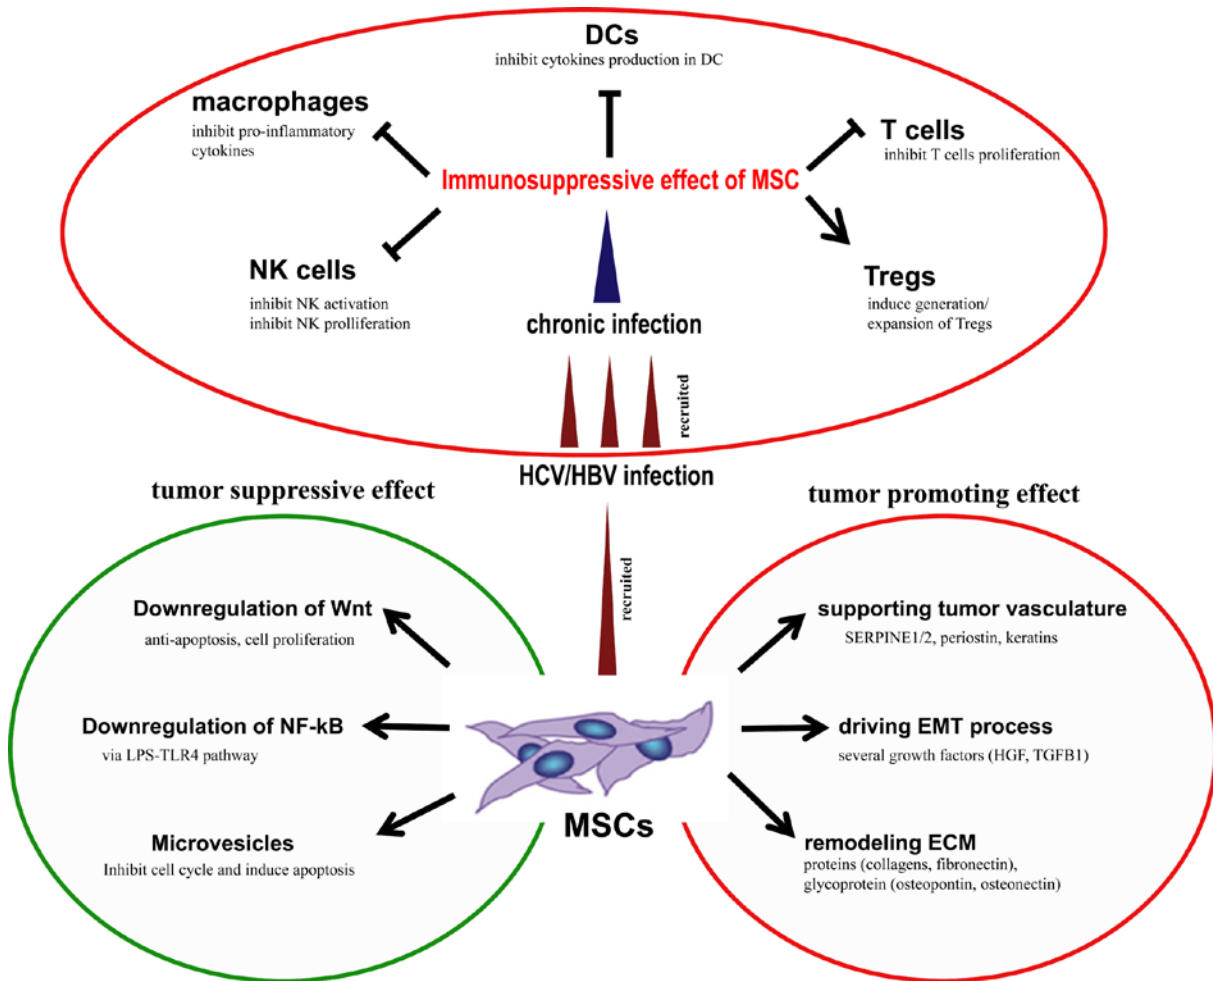 DCs
inhibit cytokines production in DC
macrophages
inhibit pro-inflammatory
cytokines
T cells
inhibit T cells proliferation
Immunosuppressive effect of MSC
NK cells
inhibit NK activation
inhibit NK prolliferation
Tregs
induce generation/
expansion of Tregs
chronic infection
recruited
HCV/HBV infection
tumor suppressive effect
tumor promoting effect
recruited
Downregulation of Wnt
anti-apoptosis, cell proliferation
Downregulation of NF-kB
via LPS-TLR4 pathway
Microvesicles
Inhibit cell cycle and induce apoptosis
MSCs
supporting tumor vasculature
SERPINE1/2, periostin, keratins
driving EMT process
several growth factors (HGF, TGFB1)
remodeling ECM
proteins (collagens, fibronectin),
glycoprotein (osteopontin, osteonectin)